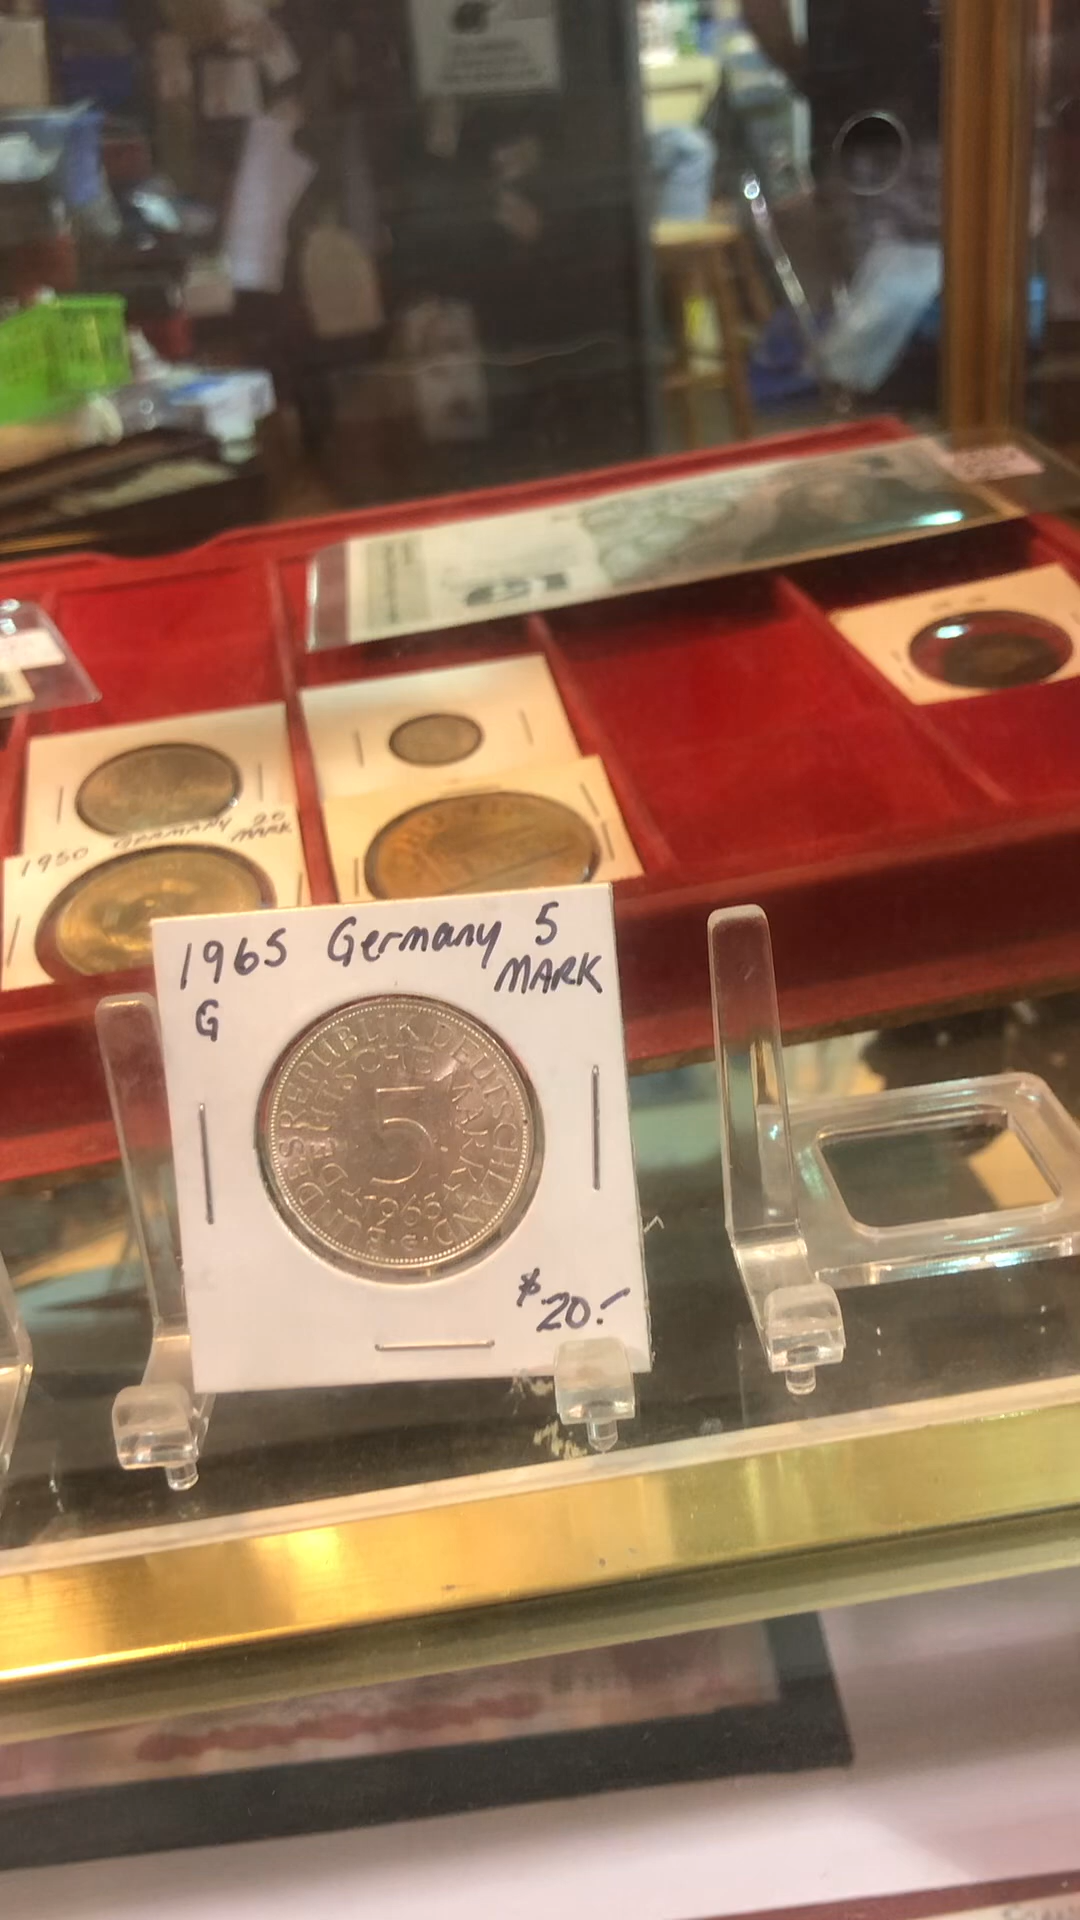 1950 GERMANY 20
MARK
1965 Germany 5
MARK
G
BUNDESREPUBLIK DEUTSCHLAND
DEUTSCHE MARK
5
1965
G
$20.-